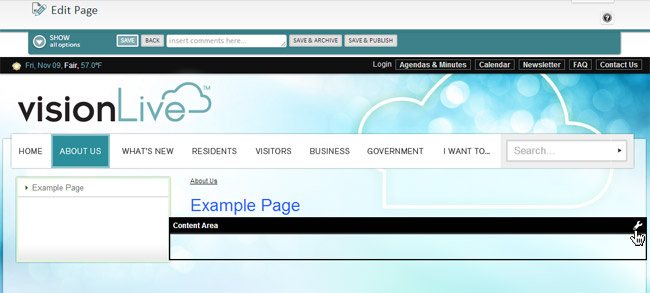 Edit Page
?
SHOW all options SAVE BACK insert comments here... SAVE & ARCHIVE SAVE & PUBLISH
Fri, Nov 09, Fair, 57.0°F Login Agendas & Minutes Calendar Newsletter FAQ Contact Us
visionLive™
HOME ABOUT US WHAT'S NEW RESIDENTS VISITORS BUSINESS GOVERNMENT I WANT TO... Search...
Example Page
About Us
Example Page
Content Area